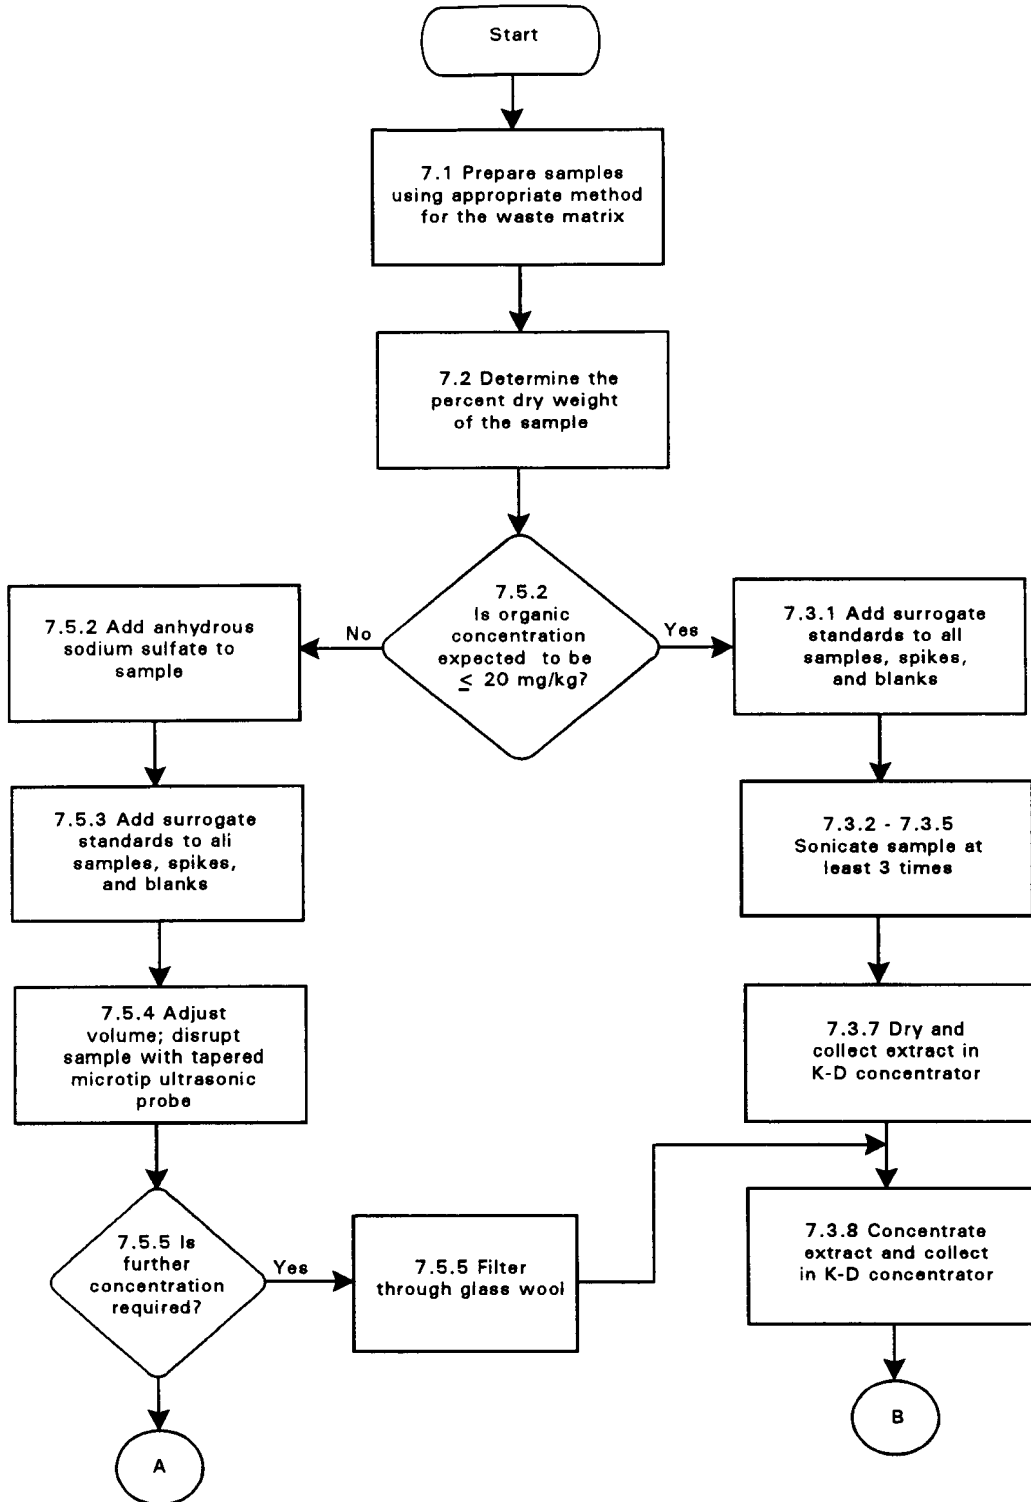 Start
7.1 Prepare samples
using appropriate method
for the waste matrix
7.2 Determine the
percent dry weight
of the sample
7.5.2
Is organic
concentration
expected to be
≤ 20 mg/kg?
No
Yes
7.5.2 Add anhydrous
sodium sulfate to
sample
7.3.1 Add surrogate
standards to all
samples, spikes,
and blanks
7.5.3 Add surrogate
standards to all
samples, spikes,
and blanks
7.3.2 - 7.3.5
Sonicate sample at
least 3 times
7.5.4 Adjust
volume; disrupt
sample with tapered
microtip ultrasonic
probe
7.3.7 Dry and
collect extract in
K-D concentrator
7.5.5 Is
further
concentration
required?
Yes
7.5.5 Filter
through glass wool
7.3.8 Concentrate
extract and collect
in K-D concentrator
A
B